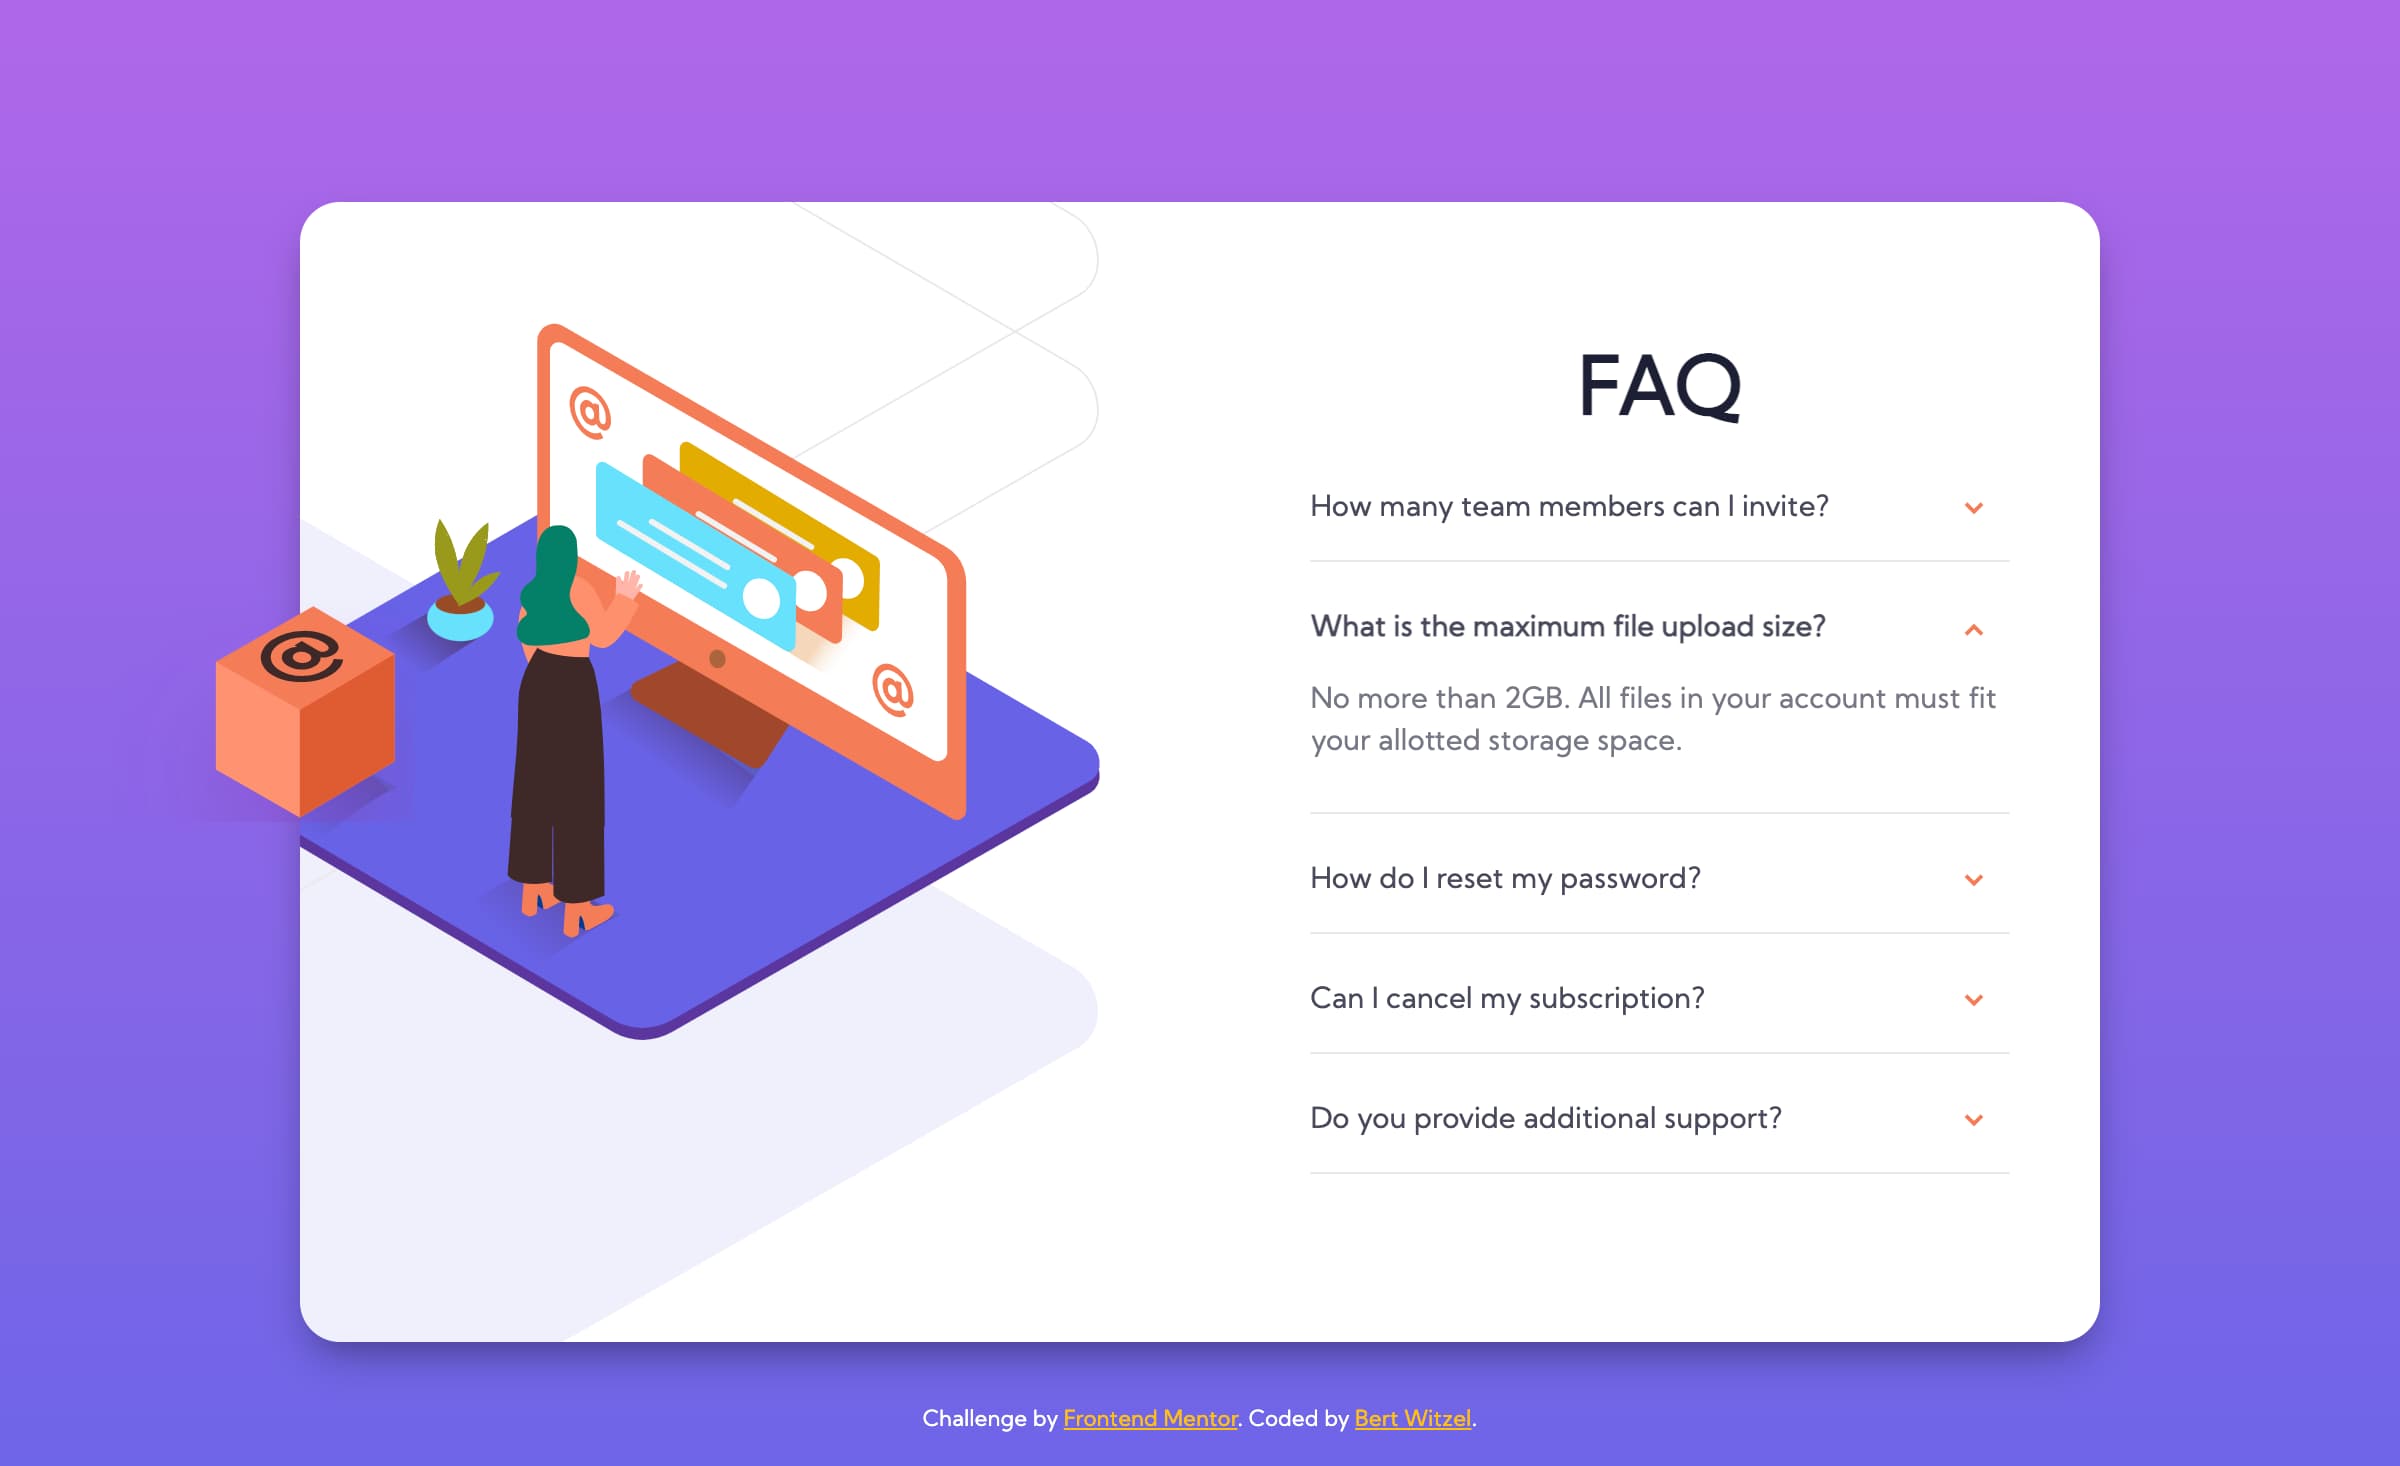 @
@
@
FAQ
How many team members can I invite?
What is the maximum file upload size?
No more than 2GB. All files in your account must fit
your allotted storage space.
How do I reset my password?
Can I cancel my subscription?
Do you provide additional support?
Challenge by Frontend Mentor. Coded by Bert Witzel.